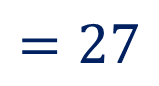 = 27